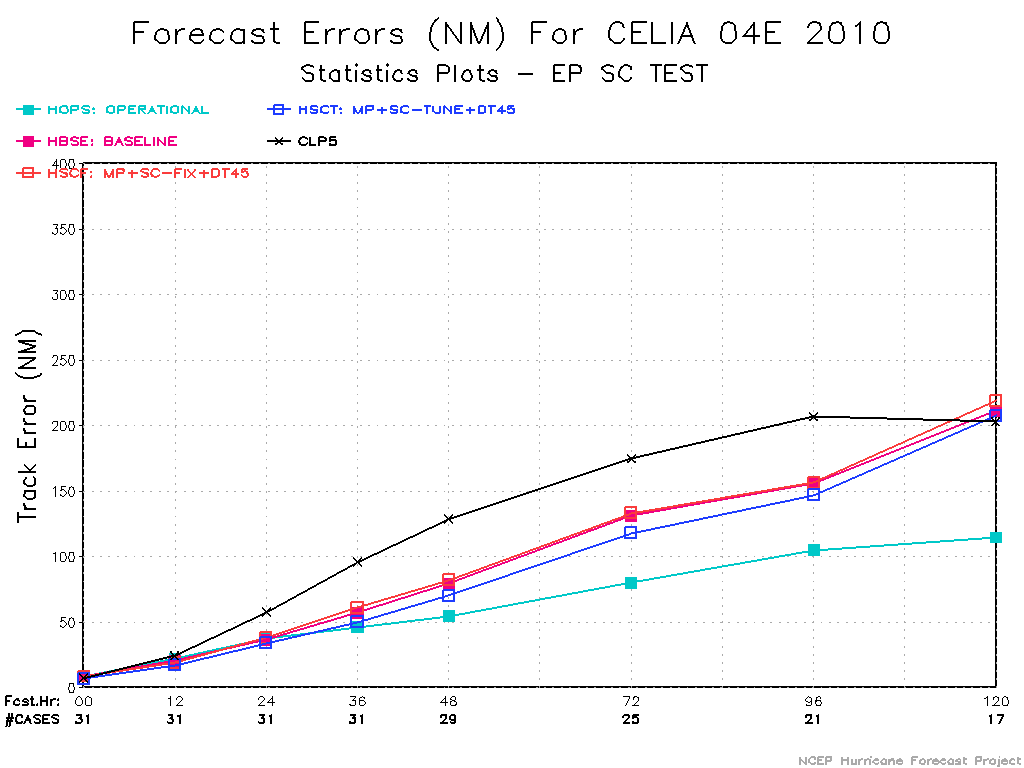 Forecast Errors (NM) For CELIA 04E 2010
Statistics Plots - EP SC TEST
HOPS: OPERATIONAL
HSCT: MP+SC-TUNE+DT45
HBSE: BASELINE
CLP5
HSCF: MP+SC-FIX+DT45
400
350
300
250
200
150
100
50
0
Track Error (NM)
Fcst.Hr: 00 12 24 36 48 72 96 120
#CASES 31 31 31 31 29 25 21 17
NCEP Hurricane Forecast Project